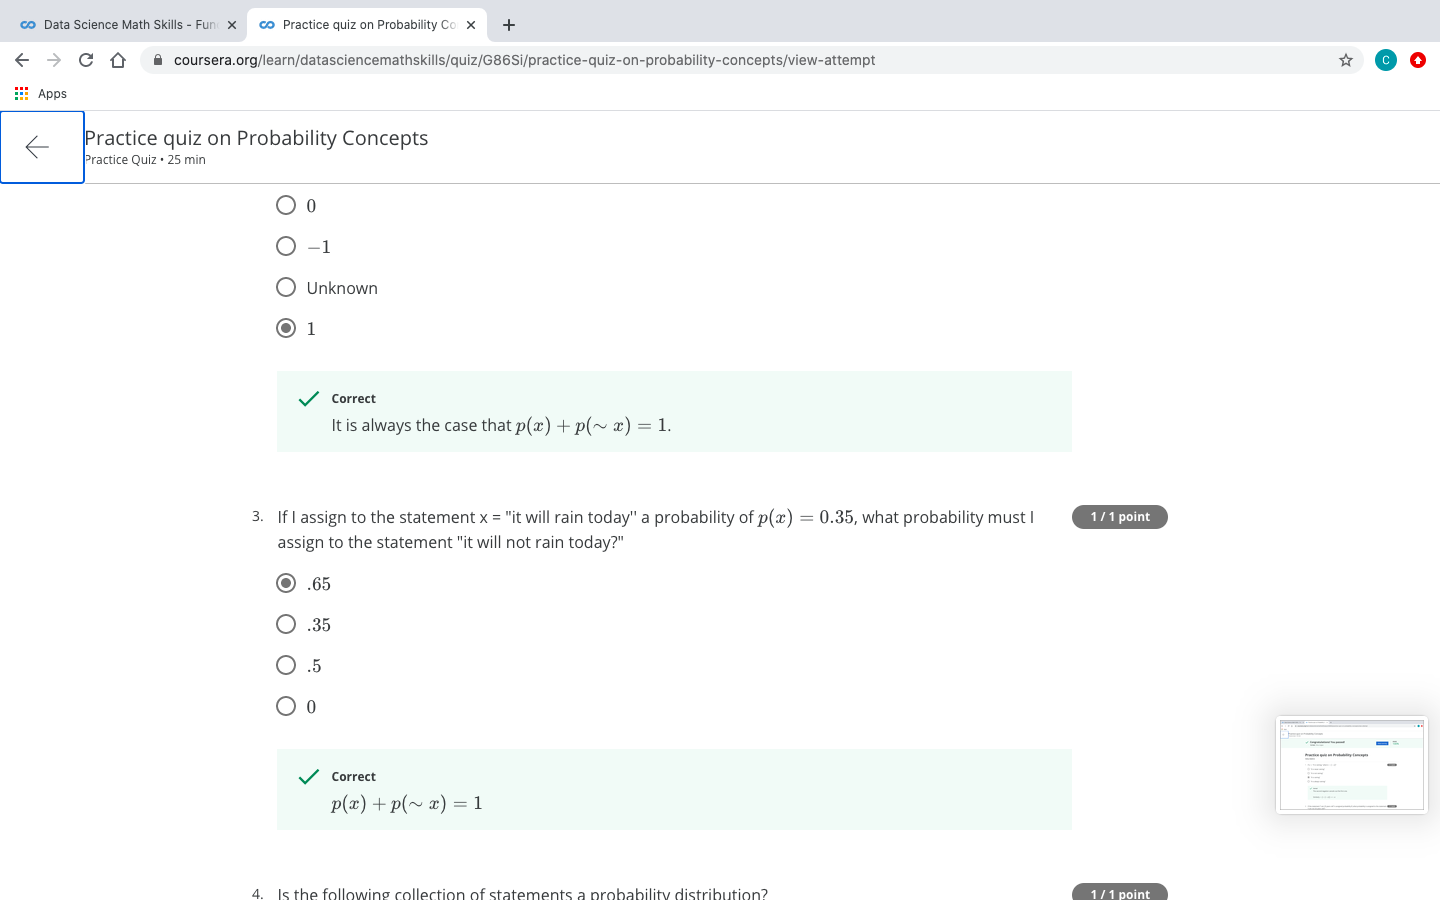 Data Science Math Skills - Fun
Practice quiz on Probability Co
coursera.org/learn/datasciencemathskills/quiz/G86Si/practice-quiz-on-probability-concepts/view-attempt
C
Apps
Practice quiz on Probability Concepts
Practice Quiz • 25 min
0
−1
Unknown
1
Correct
It is always the case that p(x) + p(∼ x) = 1.
3. If I assign to the statement x = "it will rain today'' a probability of p(x) = 0.35, what probability must I 1 / 1 point
assign to the statement "it will not rain today?"
.65
.35
.5
0
Correct
p(x) + p(∼ x) = 1
4. Is the following collection of statements a probability distribution? 1 / 1 point